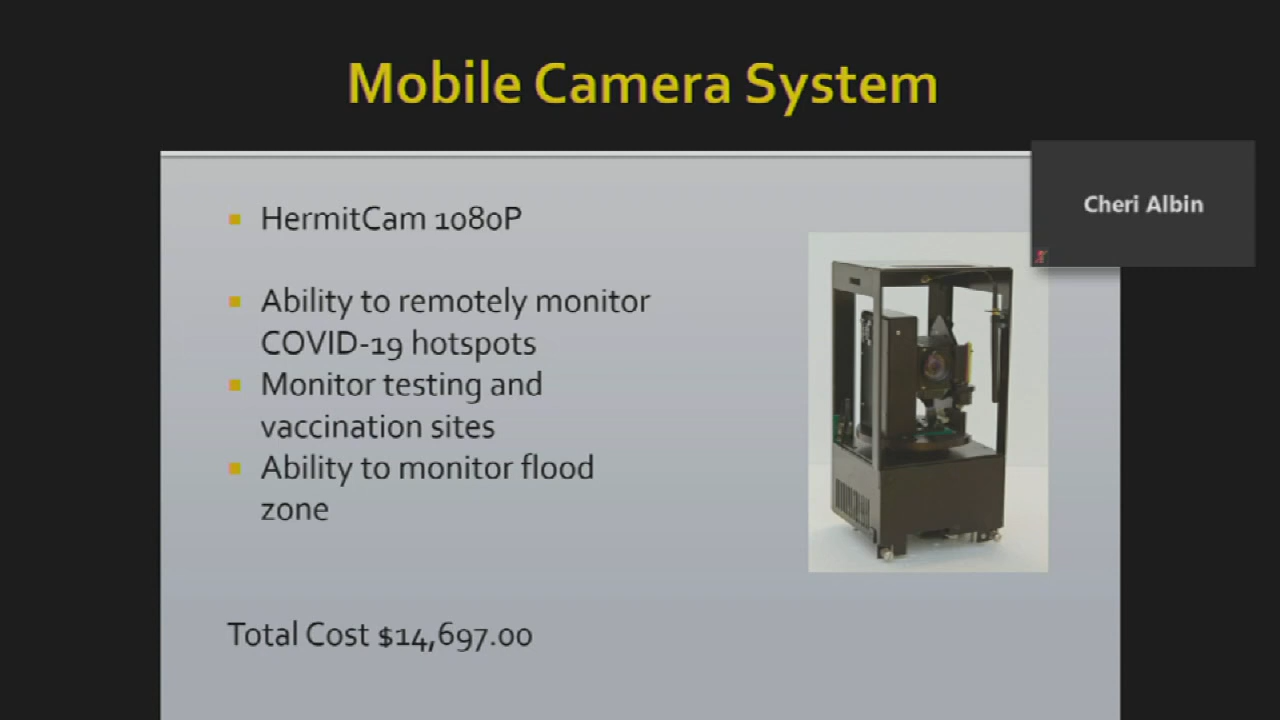 Mobile Camera System
Cheri Albin
HermitCam 1080P
Ability to remotely monitor
COVID-19 hotspots
Monitor testing and
vaccination sites
Ability to monitor flood
zone
Total Cost $14,697.00